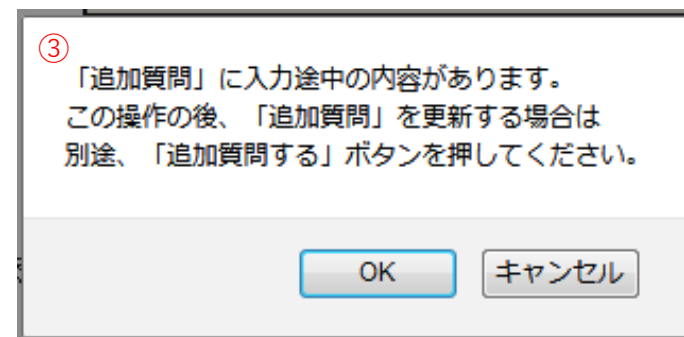 ③
「追加質問」に入力途中の内容があります。
この操作の後、「追加質問」を更新する場合は
別途、「追加質問する」ボタンを押してください。
OK キャンセル